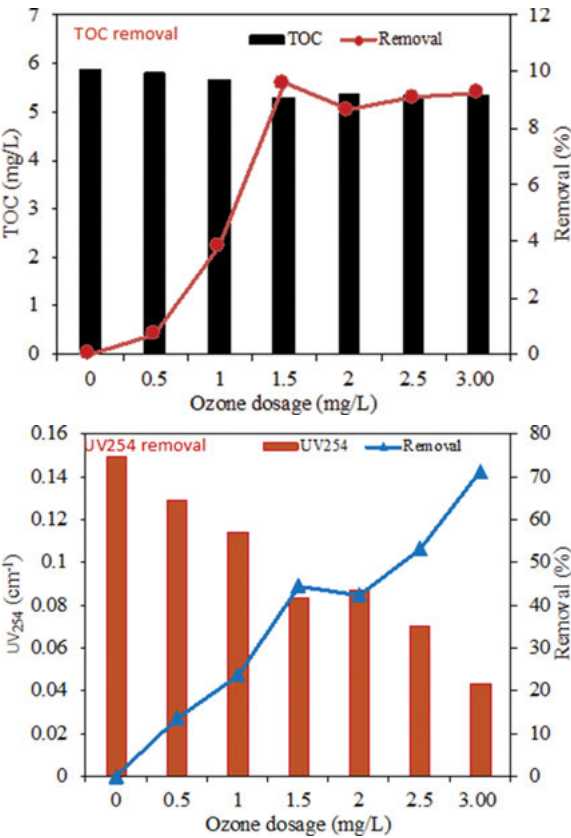 TOC removal
TOC
Removal
7
6
5
4
3
2
1
0
TOC (mg/L)
12
10
8
6
4
2
0
Removal (%)
0 0.5 1 1.5 2 2.5 3.00
Ozone dosage (mg/L)
UV254 removal
UV254
Removal
0.16
0.14
0.12
0.1
0.08
0.06
0.04
0.02
0
UV254 (cm-1)
80
70
60
50
40
30
20
10
0
Removal (%)
0 0.5 1 1.5 2 2.5 3.00
Ozone dosage (mg/L)